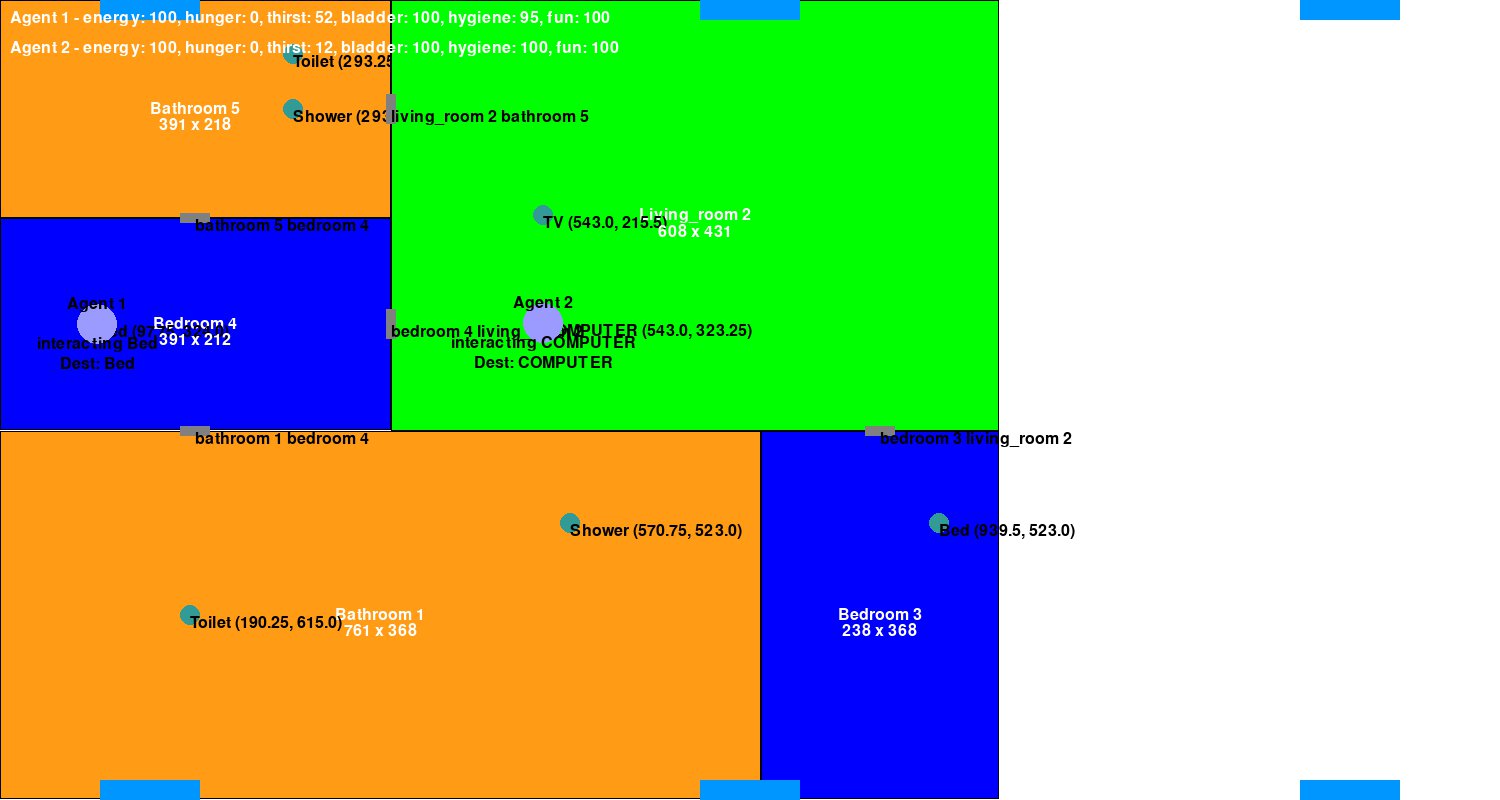 Agent 1 - energy: 100, hunger: 0, thirst: 52, bladder: 100, hygiene: 95, fun: 100
Agent 2 - energy: 100, hunger: 0, thirst: 12, bladder: 100, hygiene: 100, fun: 100
Toilet (293.25
Bathroom 5
391 x 218
Shower (293
living_room 2 bathroom 5
Living_room 2
608 x 431
TV (543.0, 215.5)
bathroom 5 bedroom 4
Agent 1
Bedroom 4
391 x 212
interacting Bed
Dest: Bed
Agent 2
bedroom 4 living
COMPUTER (543.0, 323.25)
interacting COMPUTER
Dest: COMPUTER
bathroom 1 bedroom 4
bedroom 3 living_room 2
Shower (570.75, 523.0)
Bed (939.5, 523.0)
Toilet (190.25, 615.0)
Bathroom 1
761 x 368
Bedroom 3
238 x 368